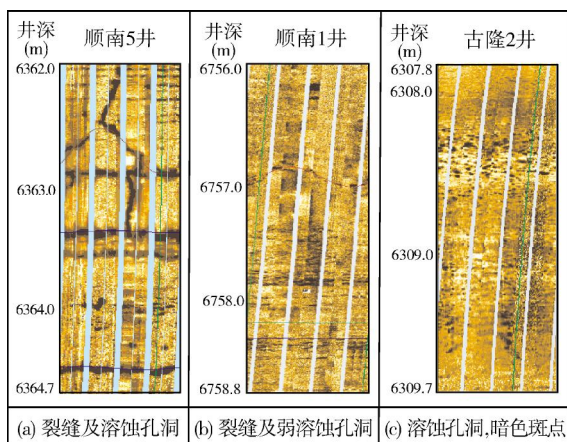 井深
(m)
顺南5井
6362.0
6363.0
6364.0
6364.7
(a) 裂缝及溶蚀孔洞
井深
(m)
顺南1井
6756.0
6757.0
6758.0
6758.8
(b) 裂缝及弱溶蚀孔洞
井深
(m)
古隆2井
6307.8
6308.0
6309.0
6309.7
(c) 溶蚀孔洞,暗色斑点